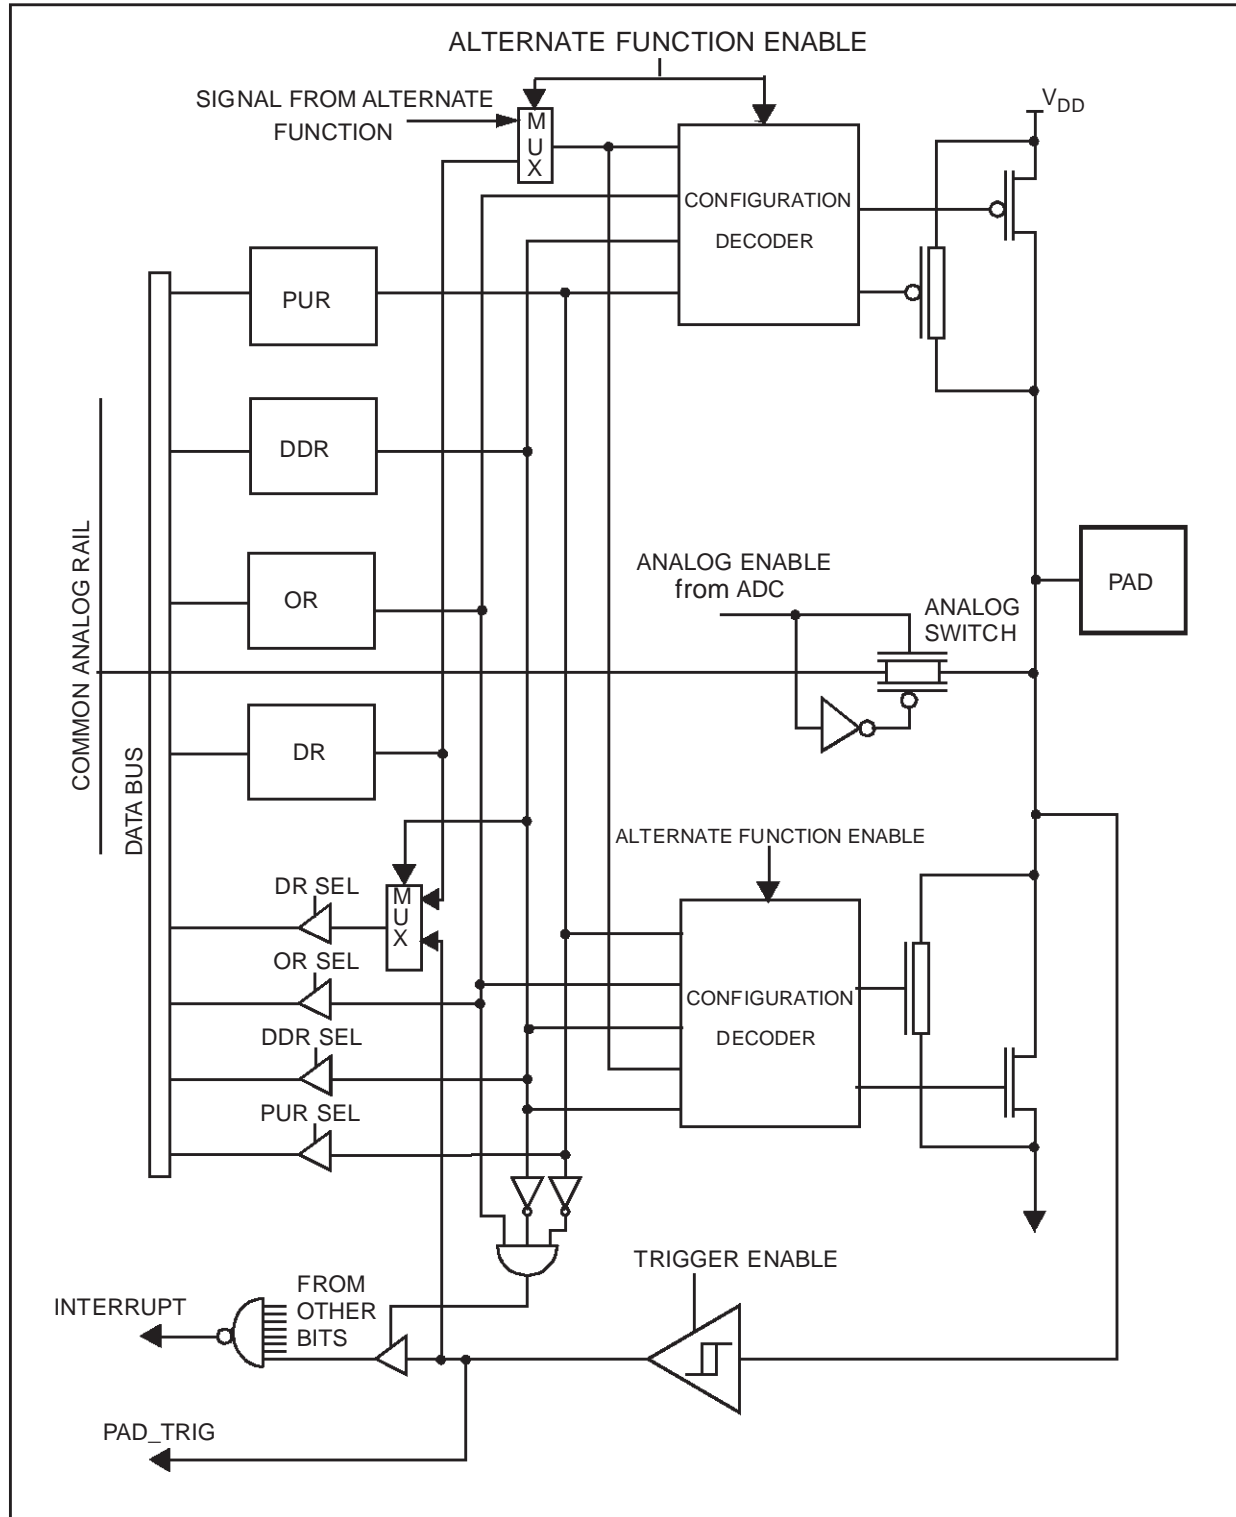 ALTERNATE FUNCTION ENABLE
SIGNAL FROM ALTERNATE
FUNCTION
M
U
X
VDD
CONFIGURATION
DECODER
PUR
DDR
OR
DR
COMMON ANALOG RAIL
DATA BUS
ANALOG ENABLE
from ADC
ANALOG
SWITCH
PAD
ALTERNATE FUNCTION ENABLE
DR SEL
M
U
X
OR SEL
DDR SEL
PUR SEL
CONFIGURATION
DECODER
TRIGGER ENABLE
INTERRUPT
FROM
OTHER
BITS
PAD_TRIG